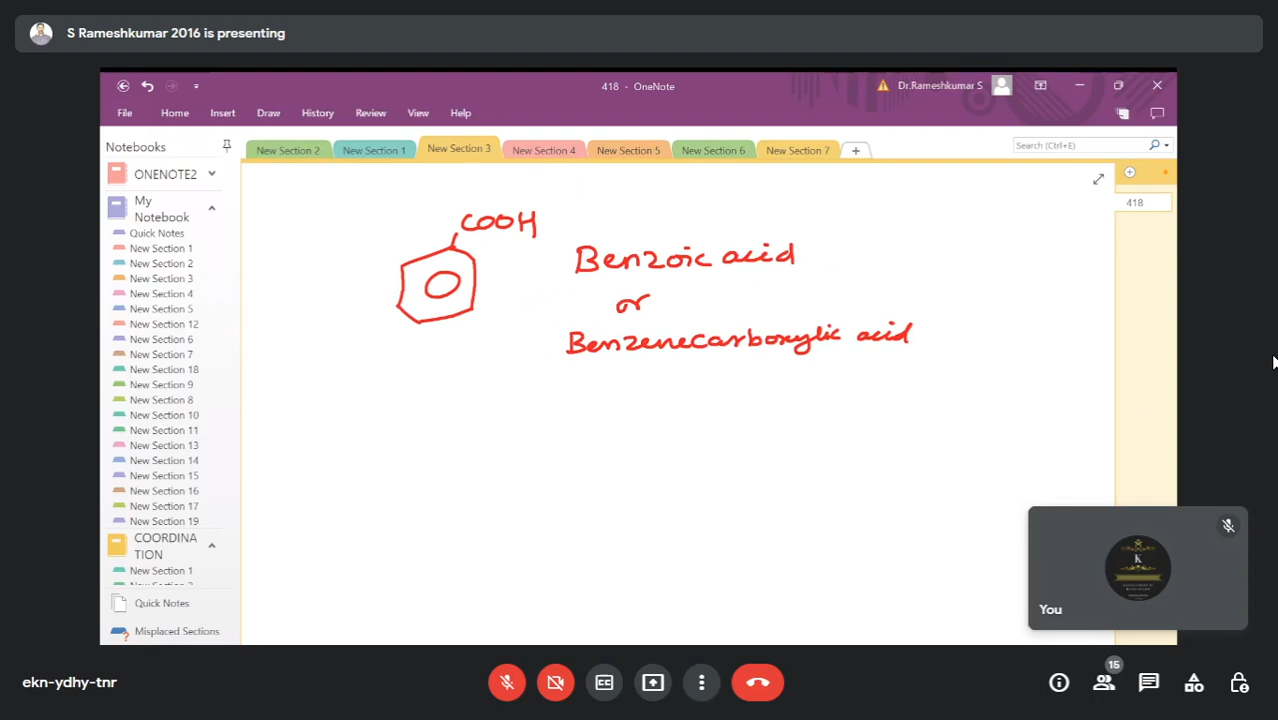 S Rameshkumar 2016 is presenting
418 - OneNote
Dr.Rameshkumar S
File Home Insert Draw History Review View Help
Notebooks
New Section 2 New Section 1 New Section 3 New Section 4 New Section 5 New Section 6 New Section 7
Search (Ctrl+E)
ONENOTE2
My
Notebook
Quick Notes
New Section 1
New Section 2
New Section 3
New Section 4
New Section 5
New Section 12
New Section 6
New Section 7
New Section 18
New Section 9
New Section 8
New Section 10
New Section 11
New Section 13
New Section 14
New Section 15
New Section 16
New Section 17
New Section 19
COORDINA
TION
New Section 1
Quick Notes
Misplaced Sections
418
COOH
Benzoic acid
or
Benzenecarboxylic acid
K
You
ekn-ydhy-tnr
CC
15